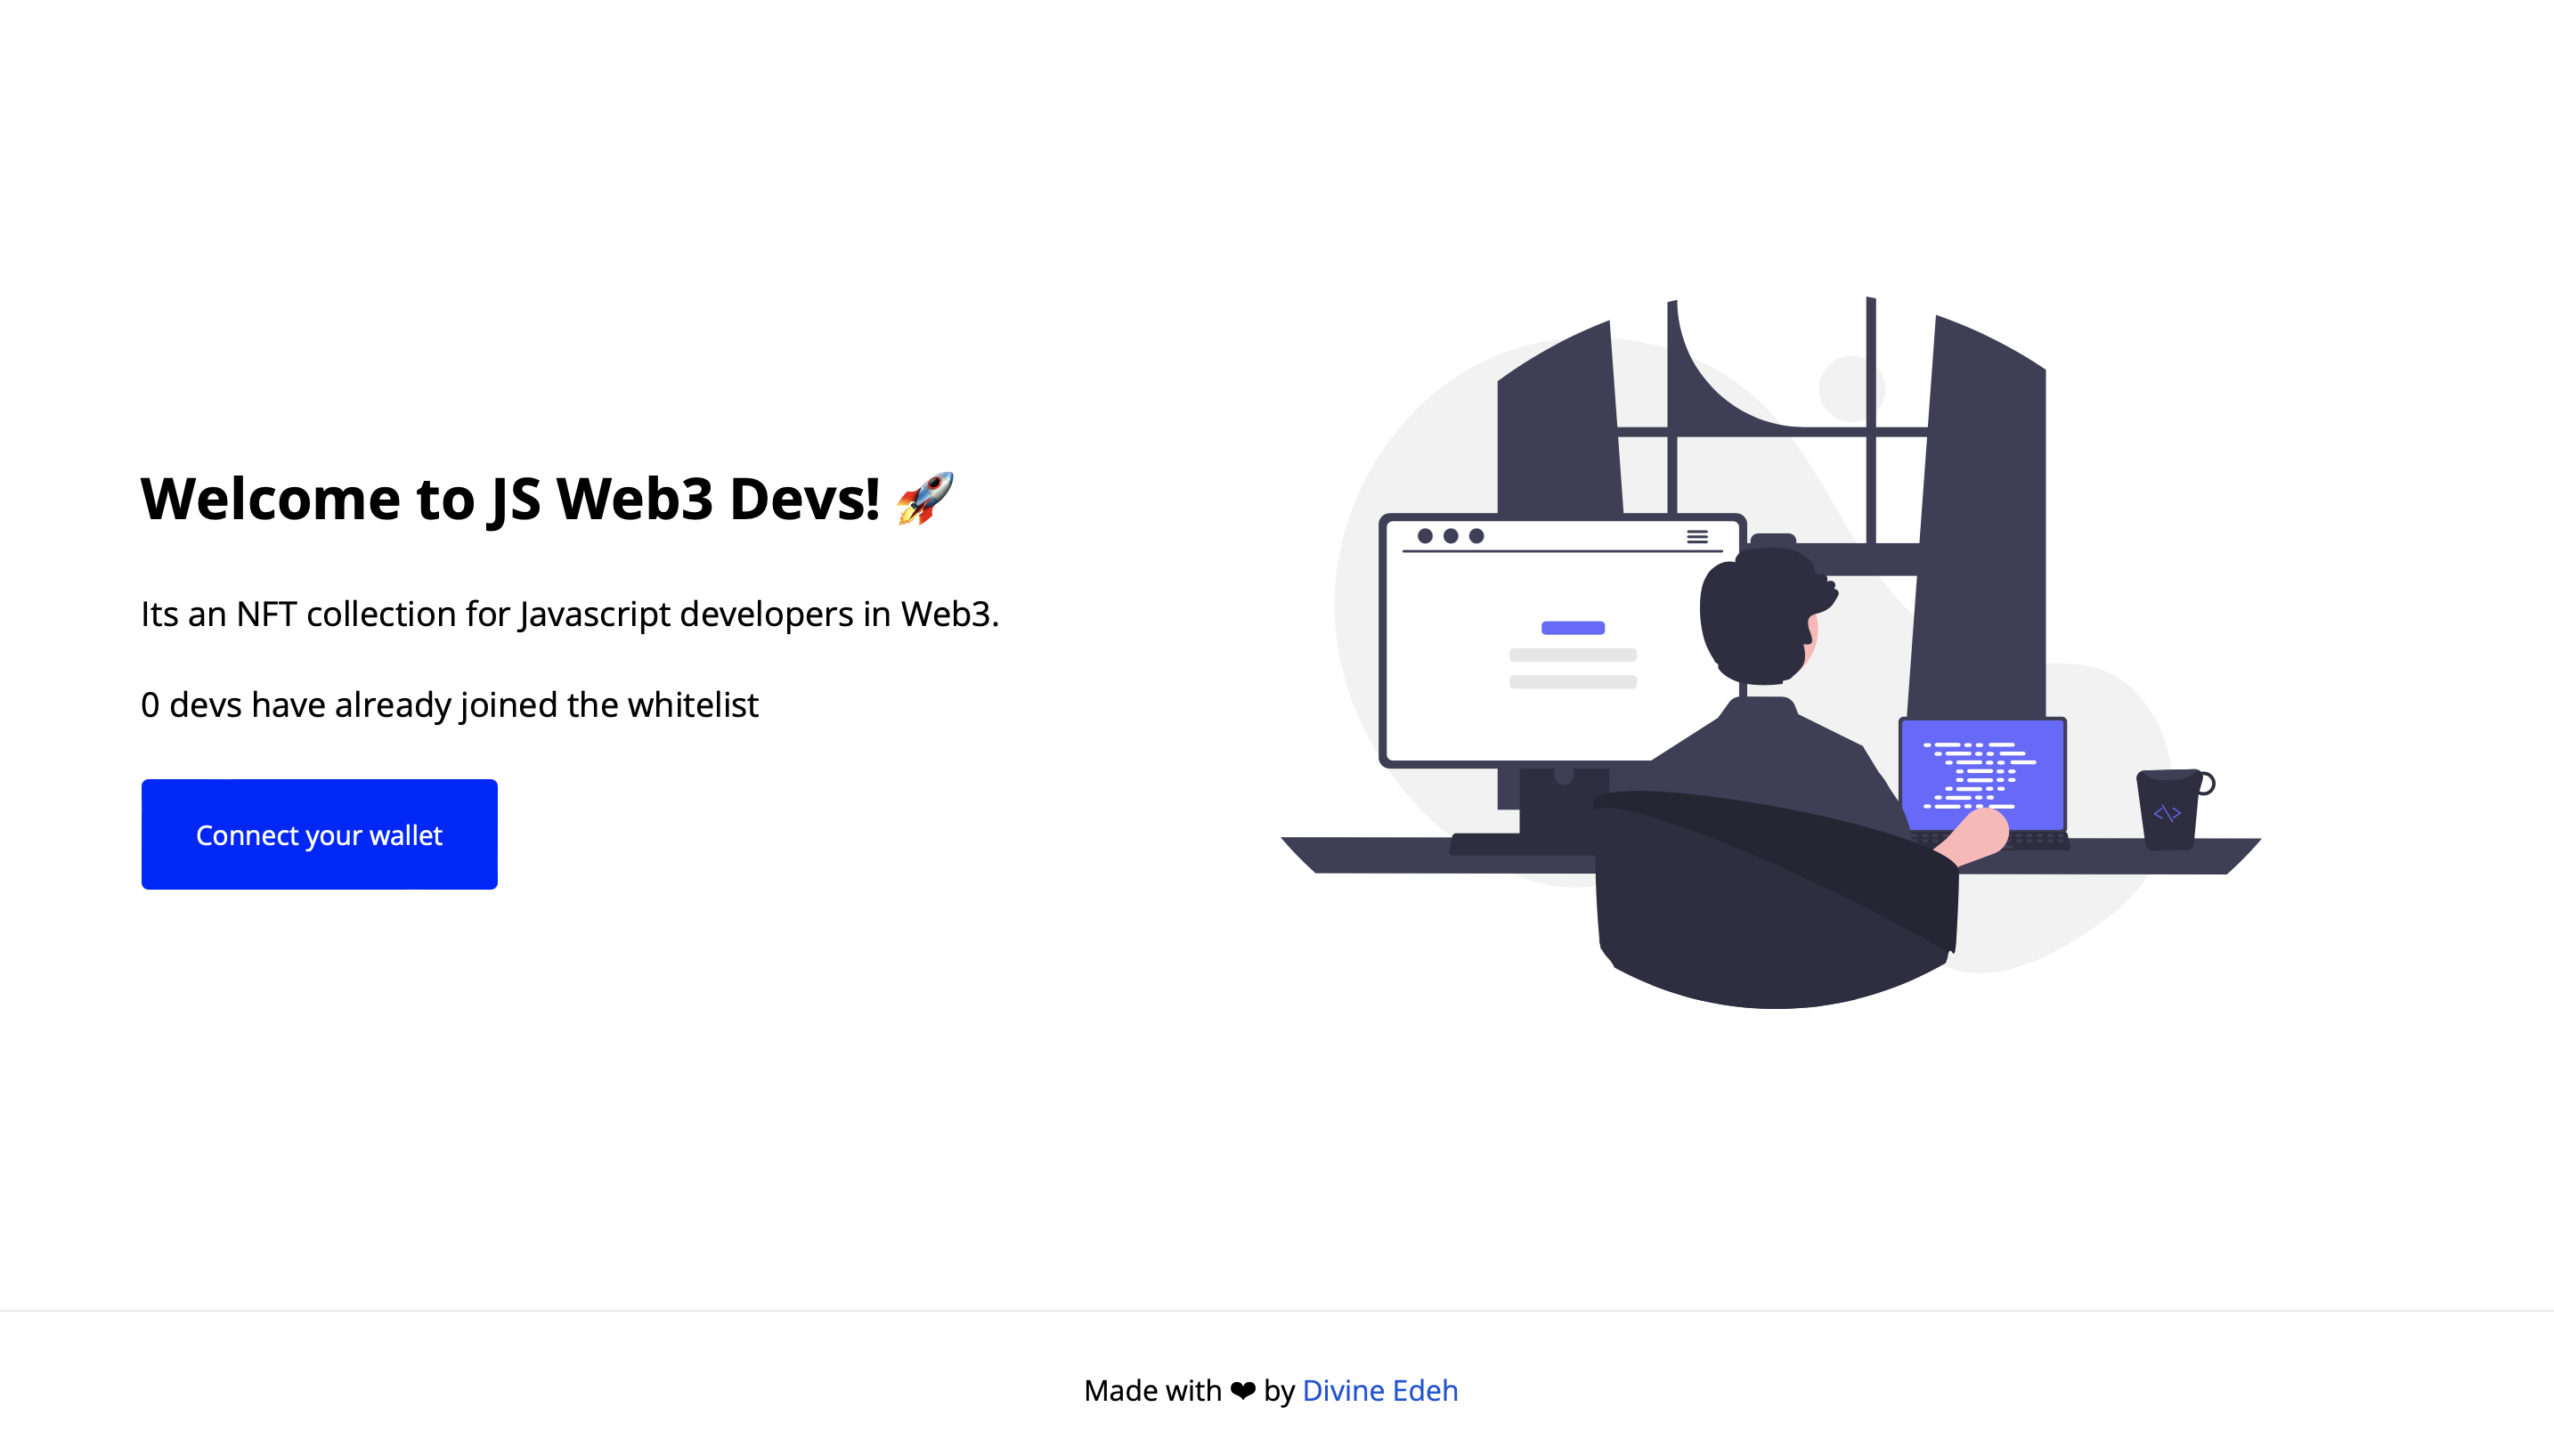 Welcome to JS Web3 Devs! 🚀
Its an NFT collection for Javascript developers in Web3.
0 devs have already joined the whitelist
Connect your wallet
<\>
Made with ❤ by Divine Edeh